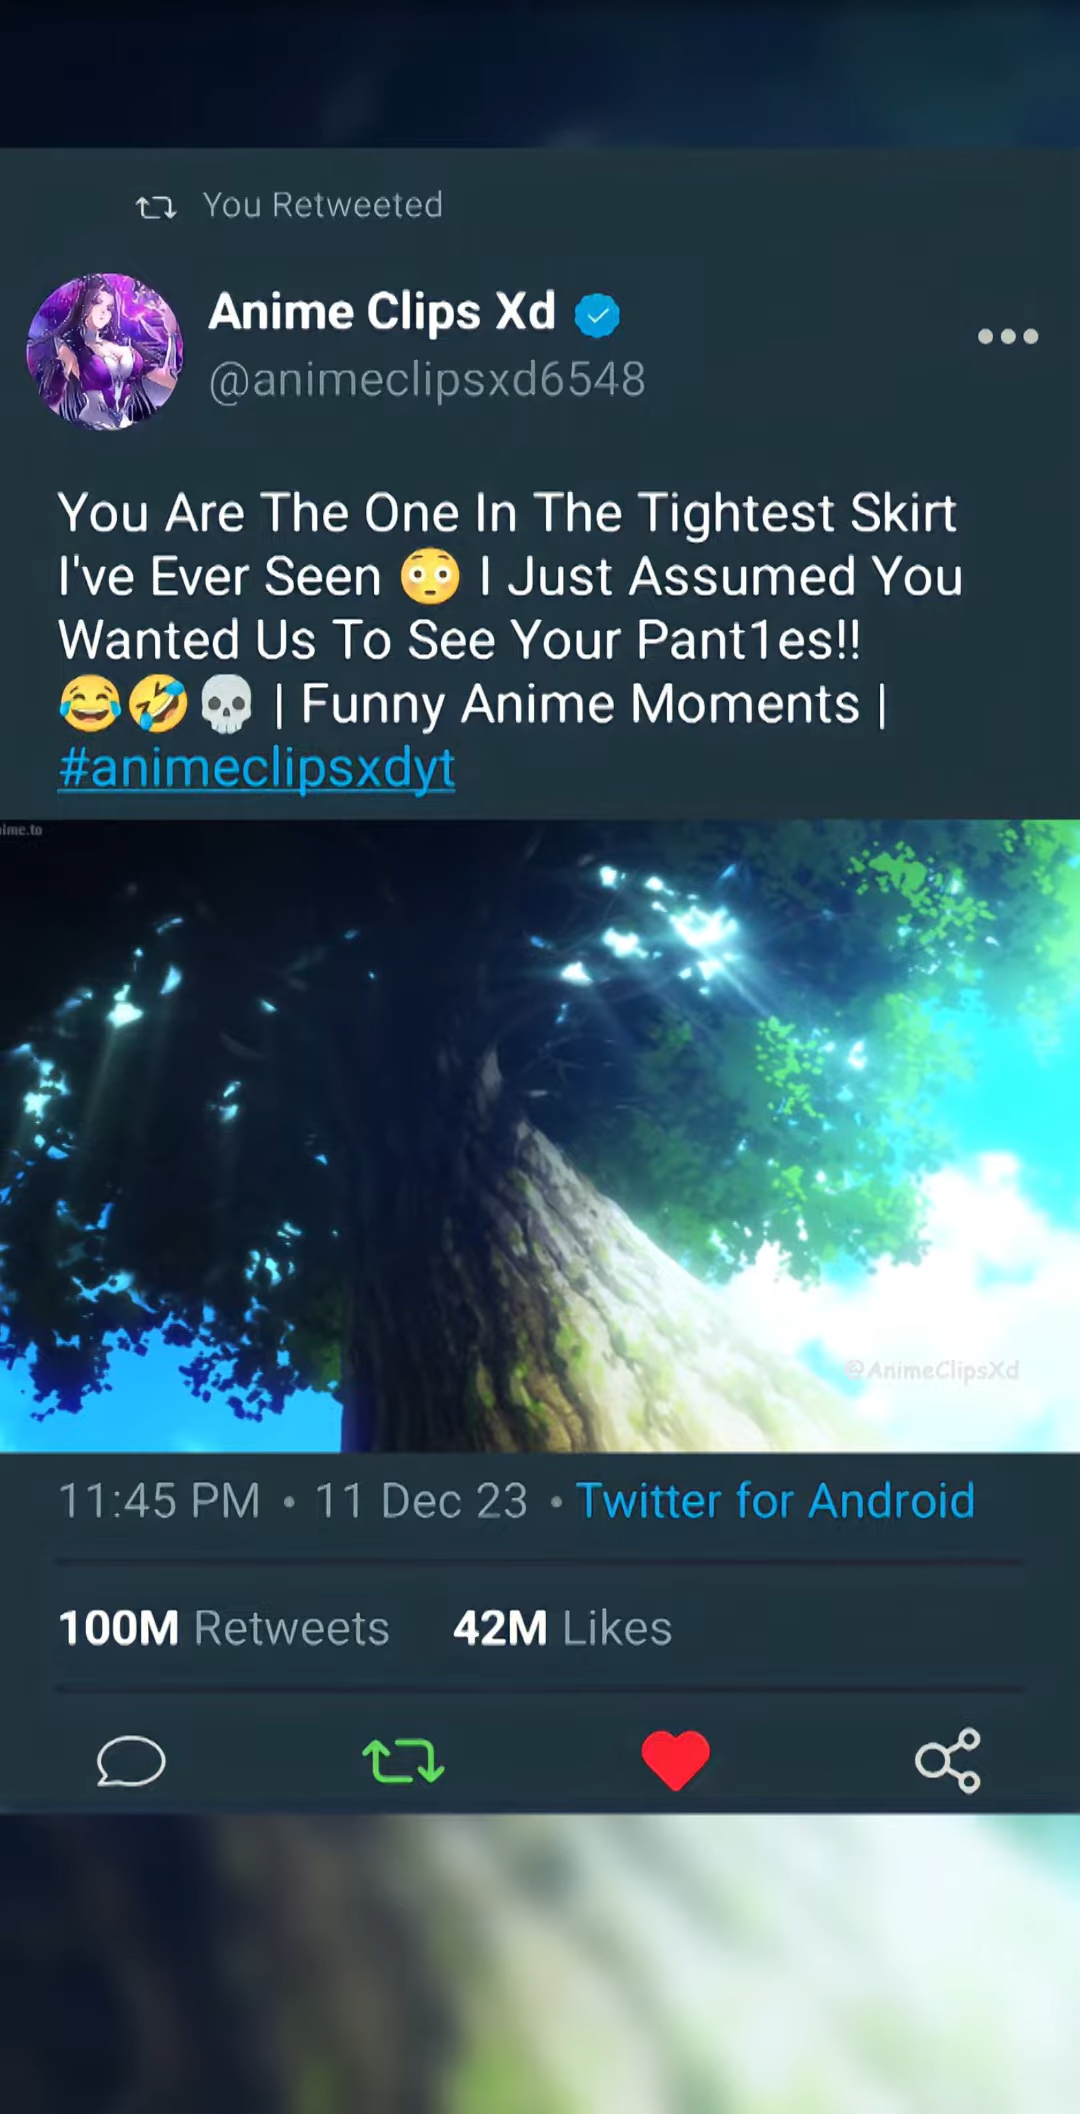 You Retweeted
Anime Clips Xd
@animeclipsxd6548
You Are The One In The Tightest Skirt
I've Ever Seen 😳 I Just Assumed You
Wanted Us To See Your Pant1es!!
😂🤣💀 | Funny Anime Moments |
#animeclipsxdyt
ime.to
@AnimeClipsXd
11:45 PM • 11 Dec 23 • Twitter for Android
100M Retweets 42M Likes